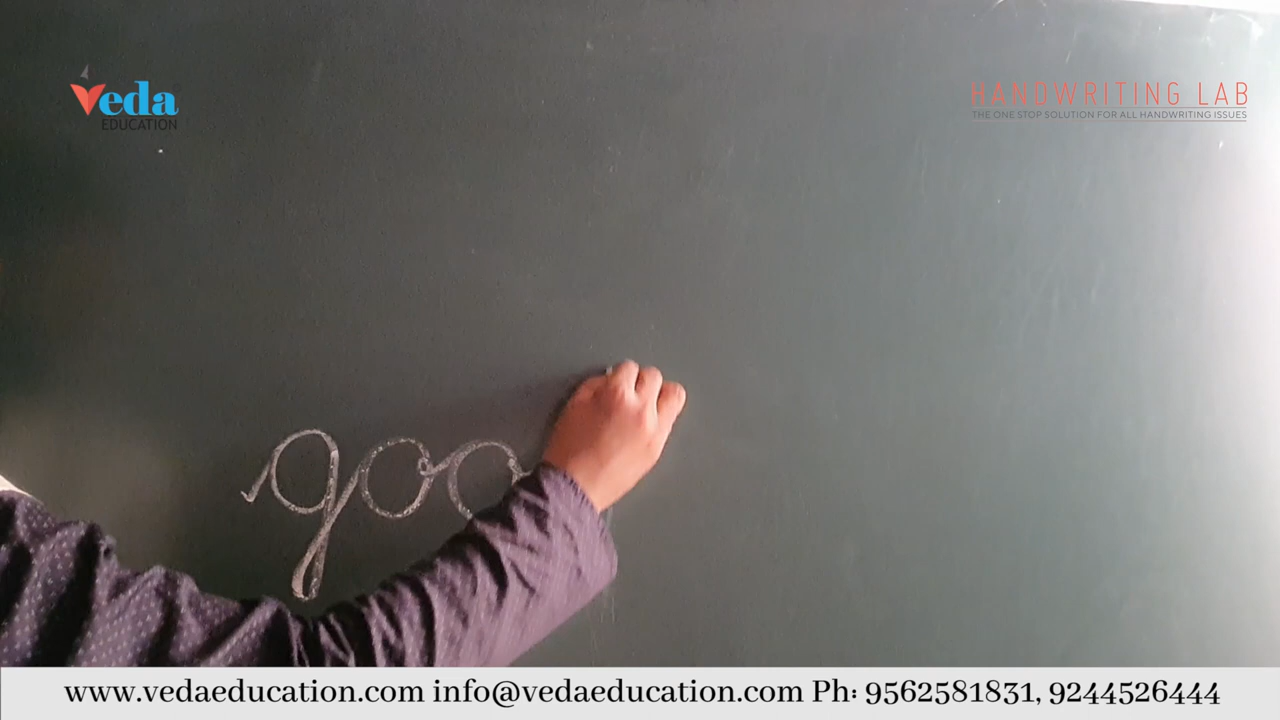 veda
EDUCATION
HANDWRITING LAB
THE ONE STOP SOLUTION FOR ALL HANDWRITING ISSUES
goo
www.vedaeducation.com info@vedaeducation.com Ph: 9562581831, 9244526444